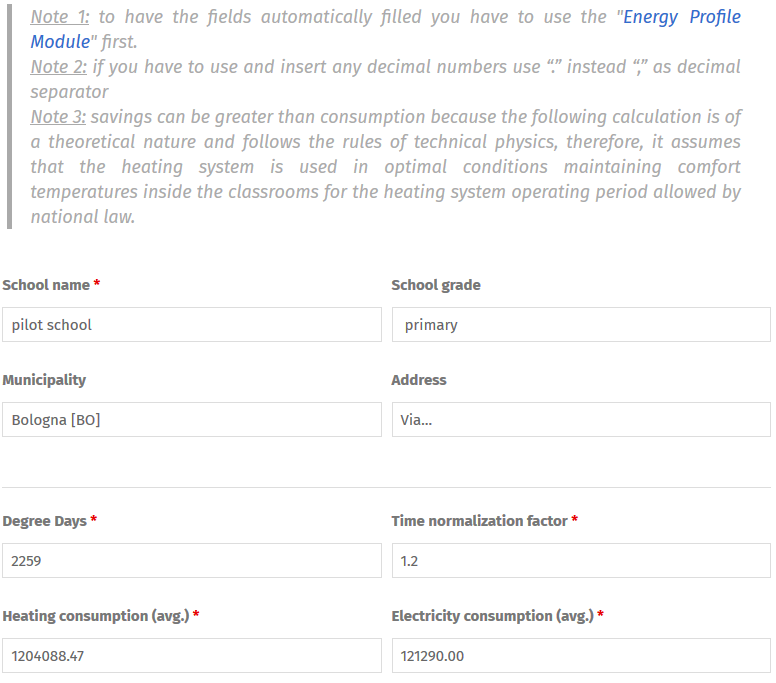 Note 1: to have the fields automatically filled you have to use the "Energy Profile
Module" first.
Note 2: if you have to use and insert any decimal numbers use “.” instead “,” as decimal
separator
Note 3: savings can be greater than consumption because the following calculation is of
a theoretical nature and follows the rules of technical physics, therefore, it assumes
that the heating system is used in optimal conditions maintaining comfort
temperatures inside the classrooms for the heating system operating period allowed by
national law.
School name * School grade
pilot school primary
Municipality Address
Bologna [BO] Via...
Degree Days * Time normalization factor *
2259 1.2
Heating consumption (avg.) * Electricity consumption (avg.) *
1204088.47 121290.00